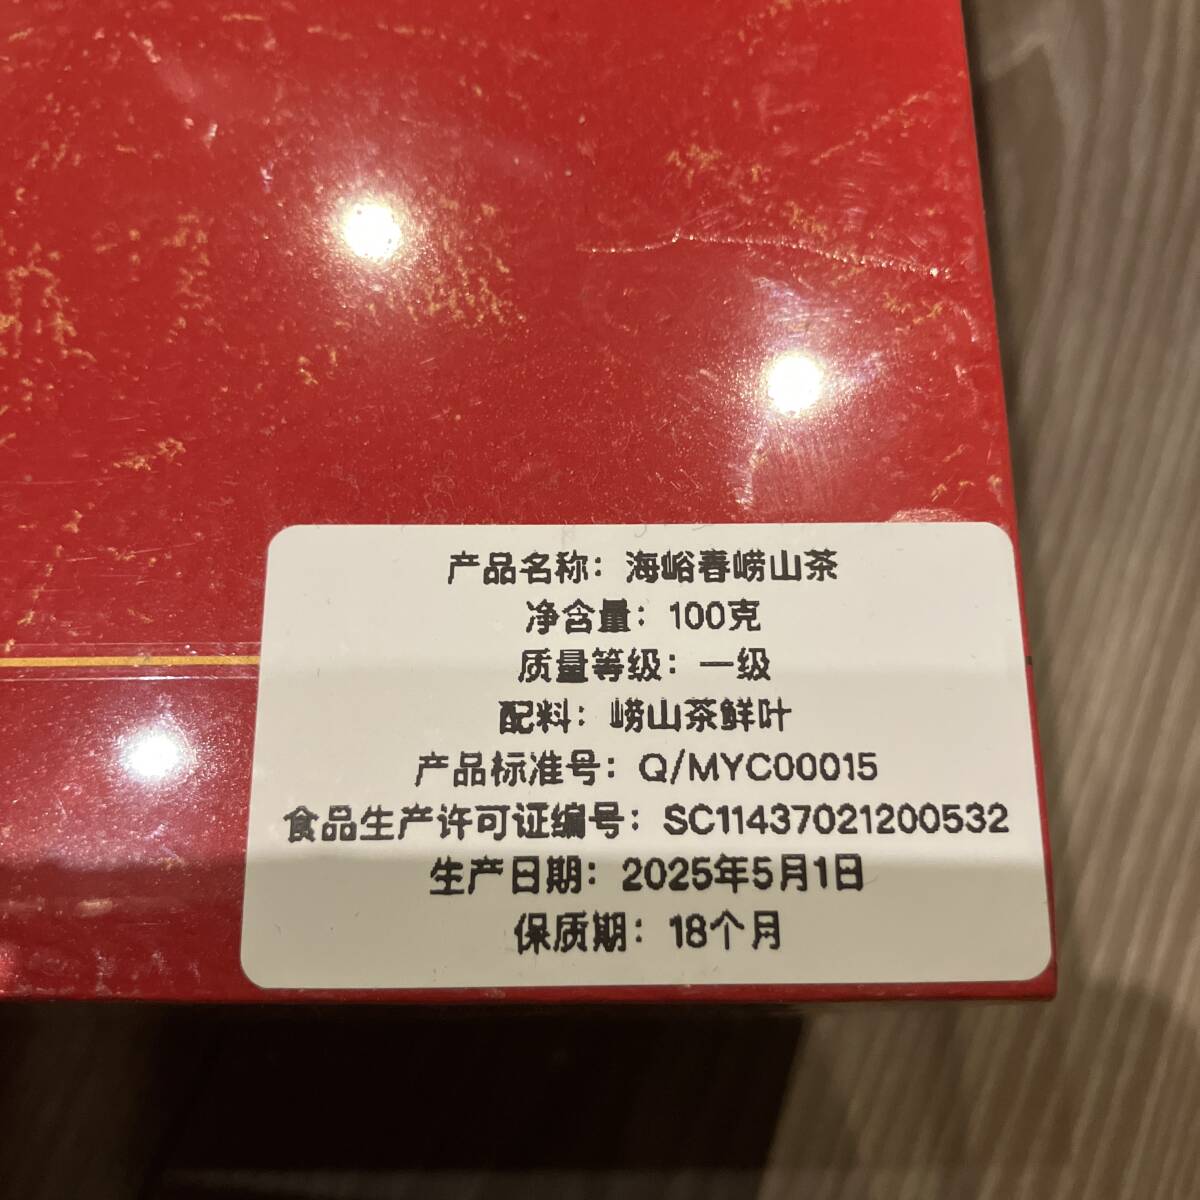 产品名称：海峪春崂山茶
净含量：100克
质量等级：一级
配料：崂山茶鲜叶
产品标准号：Q/MYC00015
食品生产许可证编号：SC11437021200532
生产日期：2025年5月1日
保质期：18个月